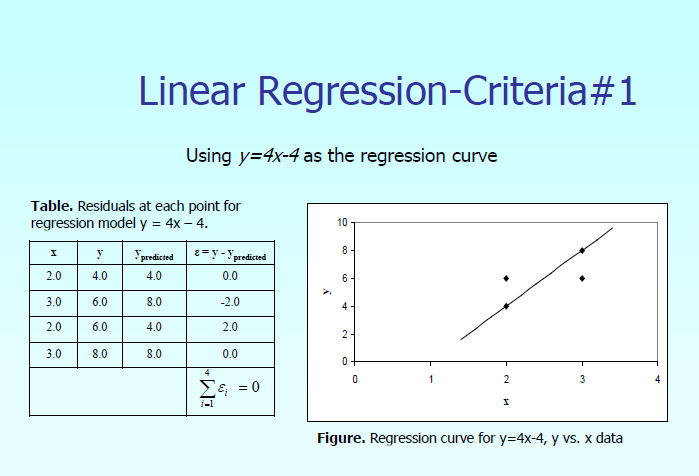 Linear Regression-Criteria#1
Using y=4x-4 as the regression curve
Table. Residuals at each point for
regression model y = 4x – 4.
x y ypredicted ε = y - ypredicted
2.0 4.0 4.0 0.0
3.0 6.0 8.0 -2.0
2.0 6.0 4.0 2.0
3.0 8.0 8.0 0.0
4
∑ εi = 0
i=1
10
8
6
y
4
2
0
0 1 2 3 4
x
Figure. Regression curve for y=4x-4, y vs. x data